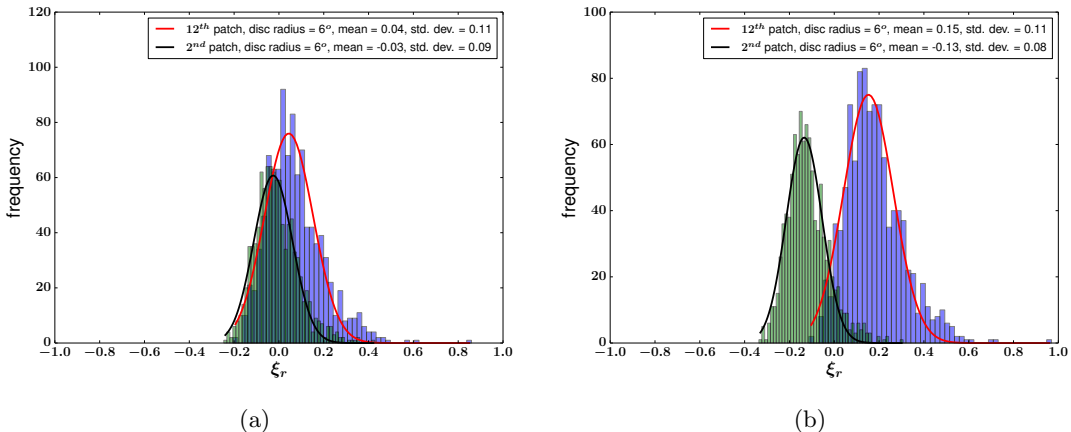 12th patch, disc radius = 6o, mean = 0.04, std. dev. = 0.11
2nd patch, disc radius = 6o, mean = -0.03, std. dev. = 0.09
frequency
120
100
80
60
40
20
0
−1.0 −0.8 −0.6 −0.4 −0.2 0.0 0.2 0.4 0.6 0.8 1.0
ξr
(a)
12th patch, disc radius = 6o, mean = 0.15, std. dev. = 0.11
2nd patch, disc radius = 6o, mean = -0.13, std. dev. = 0.08
frequency
100
80
60
40
20
0
−1.0 −0.8 −0.6 −0.4 −0.2 0.0 0.2 0.4 0.6 0.8 1.0
ξr
(b)